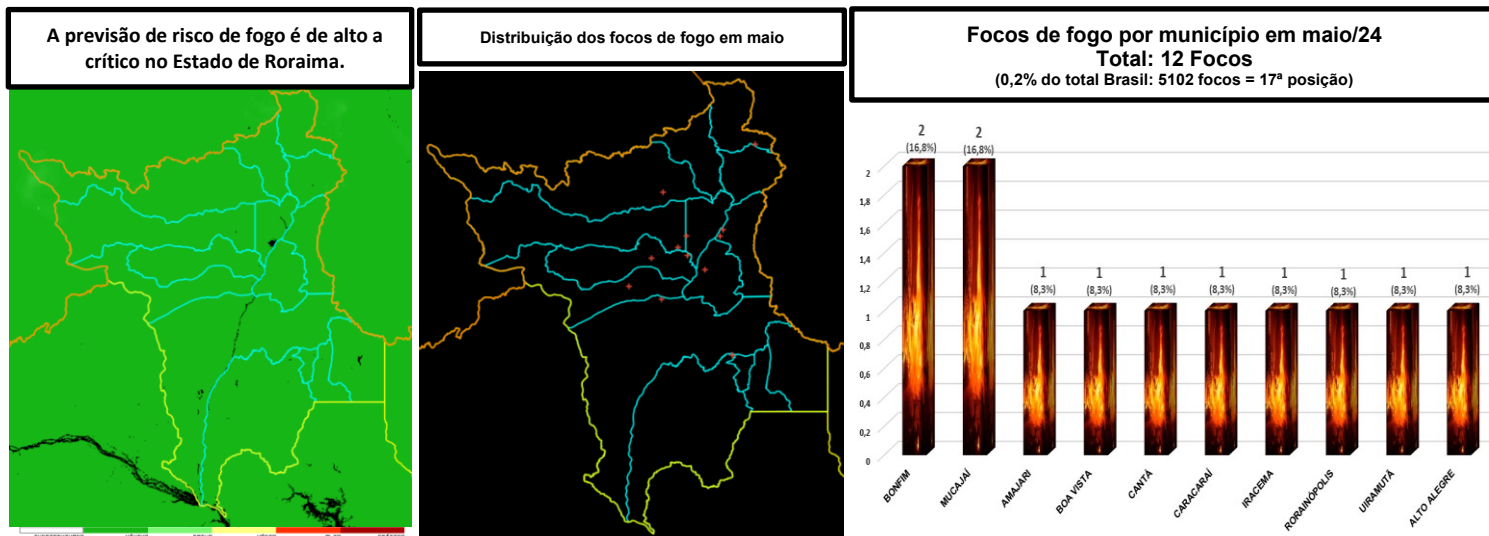 A previsão de risco de fogo é de alto a
crítico no Estado de Roraima.
Distribuição dos focos de fogo em maio
Focos de fogo por município em maio/24
Total: 12 Focos
(0,2% do total Brasil: 5102 focos = 17ª posição)
2
(16,8%)
2
(16,8%)
1
(8,3%)
1
(8,3%)
1
(8,3%)
1
(8,3%)
1
(8,3%)
1
(8,3%)
1
(8,3%)
1
(8,3%)
2
1,8
1,6
1,4
1,2
1
0,8
0,6
0,4
0,2
0
BONFIM
MUCAJAÍ
AMAJARI
BOA VISTA
CANTÁ
CARACARAÍ
IRACEMA
RORAINÓPOLIS
UIRAMUTÃ
ALTO ALEGRE